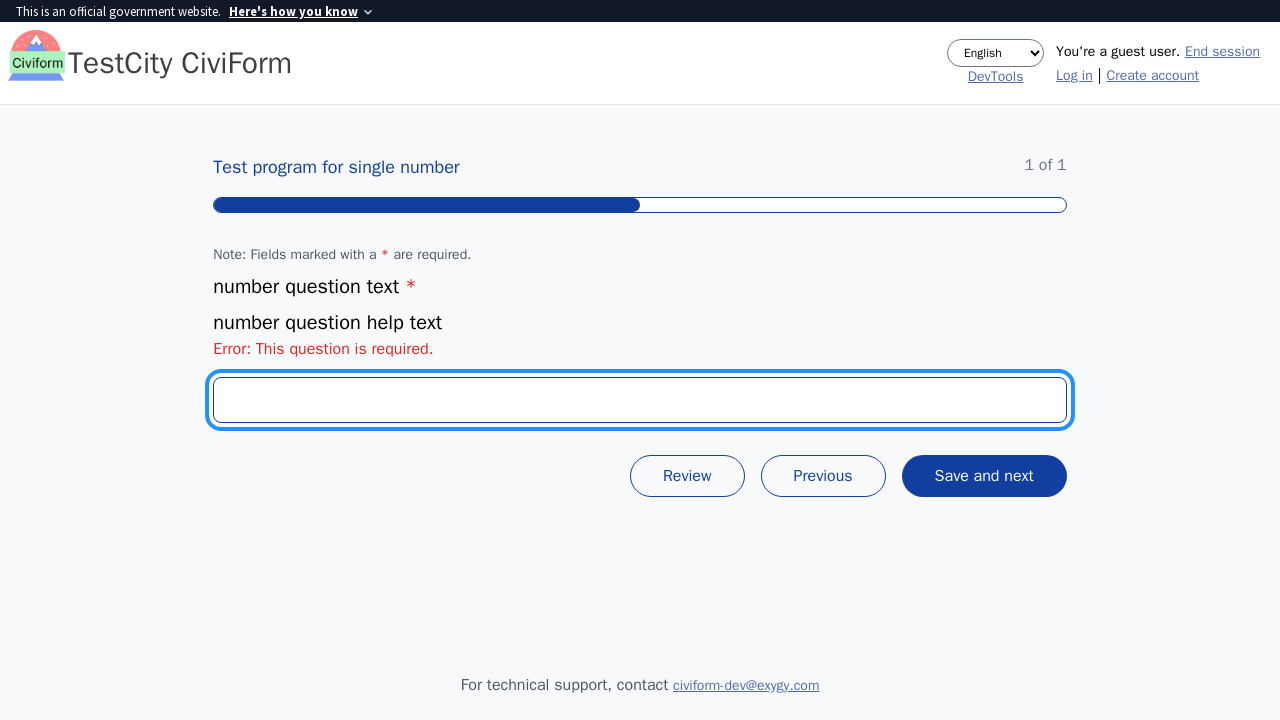 This is an official government website. Here's how you know
Civiform
TestCity CiviForm
English
DevTools
You're a guest user. End session
Log in | Create account
Test program for single number
1 of 1
Note: Fields marked with a * are required.
number question text *
number question help text
Error: This question is required.
Review
Previous
Save and next
For technical support, contact civiform-dev@exygy.com